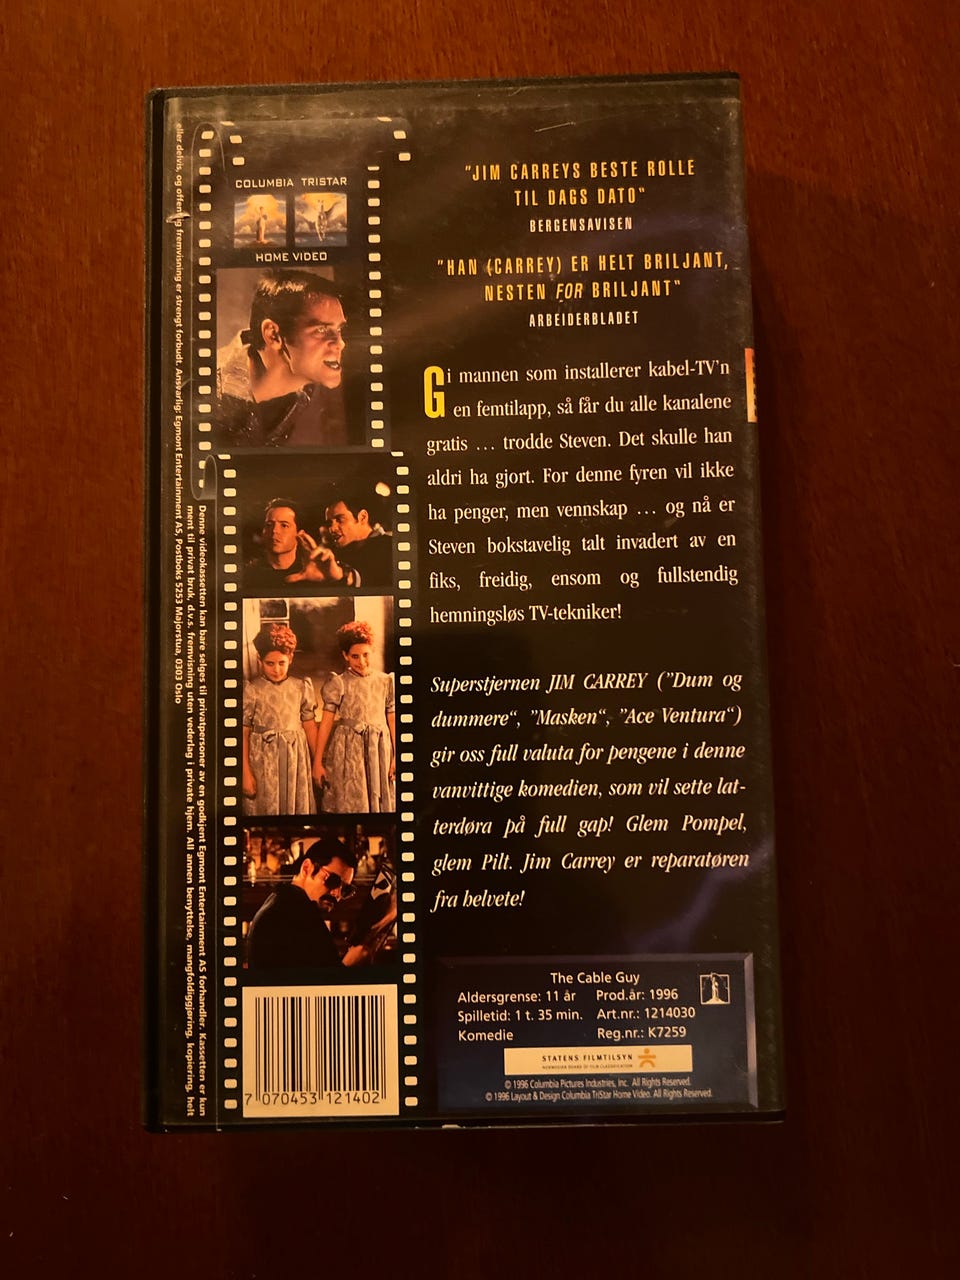 COLUMBIA TRISTAR
HOME VIDEO
"JIM CARREYS BESTE ROLLE
TIL DAGS DATO"
BERGENSAVISEN
"HAN (CARREY) ER HELT BRILJANT,
NESTEN FOR BRILJANT"
ARBEIDERBLADET
Gi mannen som installerer kabel-TV'n
en femtilapp, så får du alle kanalene
gratis ... trodde Steven. Det skulle han
aldri ha gjort. For denne fyren vil ikke
ha penger, men vennskap ... og nå er
Steven bokstavelig talt invadert av en
fiks, freidig, ensom og fullstendig
hemningsløs TV-tekniker!
Superstjernen JIM CARREY ("Dum og
dummere", "Masken", "Ace Ventura")
gir oss full valuta for pengene i denne
vanvittige komedien, som vil sette lat-
terdøra på full gap! Glem Pompel,
glem Pilt. Jim Carrey er reparatøren
fra helvete!
The Cable Guy
Aldersgrense: 11 år Prod.år: 1996
Spilletid: 1 t. 35 min. Art.nr.: 1214030
Komedie Reg.nr.: K7259
STATENS FILMTILSYN
NORWEGIAN BOARD OF FILM CLASSIFICATION
© 1996 Columbia Pictures Industries, Inc. All Rights Reserved.
© 1996 Layout & Design Columbia TriStar Home Video. All Rights Reserved.
7 070453 121402
Denne videokassetten kan bare selges til privatpersoner av en godkjent Egmont Entertainment AS forhandler. Kassetten er kun
ment til privat bruk, d.v.s. fremvisning uten vederlag i private hjem. All annen benyttelse, mangfoldiggjøring, kopiering, helt
eller delvis, og offentlig fremvisning er strengt forbudt. Ansvarlig: Egmont Entertainment AS, Postboks 5253 Majorstua, 0303 Oslo